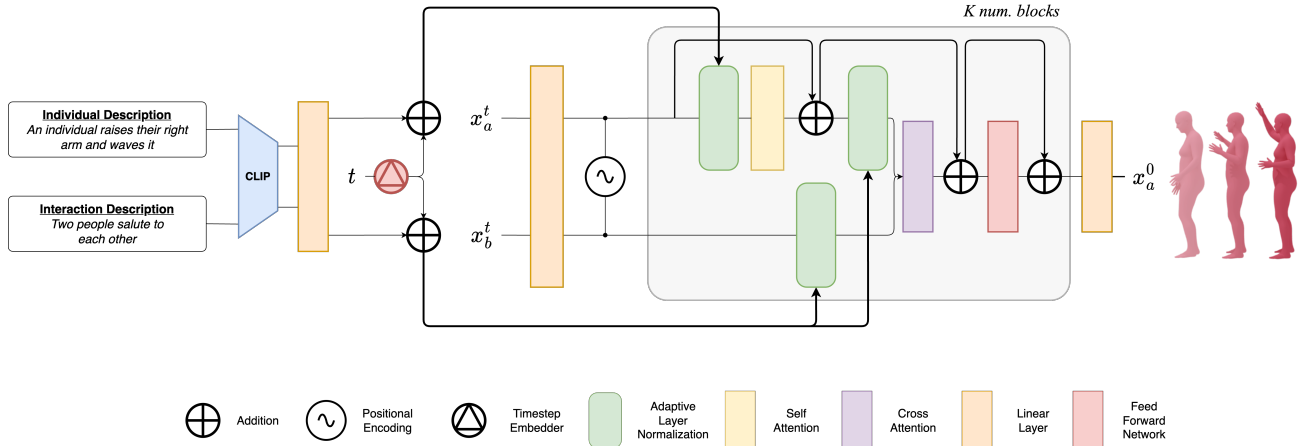 K num. blocks
Individual Description
An individual raises their right
arm and waves it
CLIP
Interaction Description
Two people salute to
each other
t
x_a^t
x_b^t
x_a^0
Addition
Positional
Encoding
Timestep
Embedder
Adaptive
Layer
Normalization
Self
Attention
Cross
Attention
Linear
Layer
Feed
Forward
Network